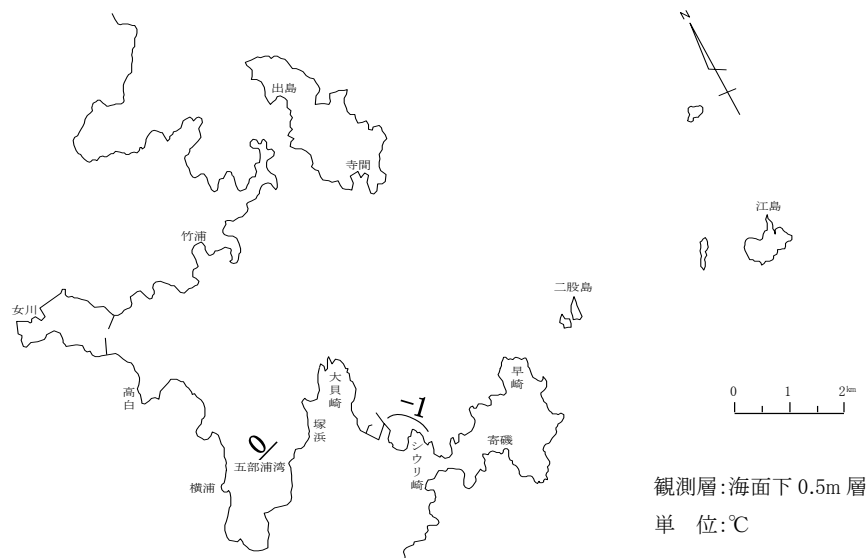 N
出島
寺間
江島
竹浦
二股島
女川
大貝崎
早崎
-1
高白
塚浜
0 1 2km
0
シウリ崎
寄磯
五部浦湾
横浦
観測層:海面下 0.5m 層
単 位:℃